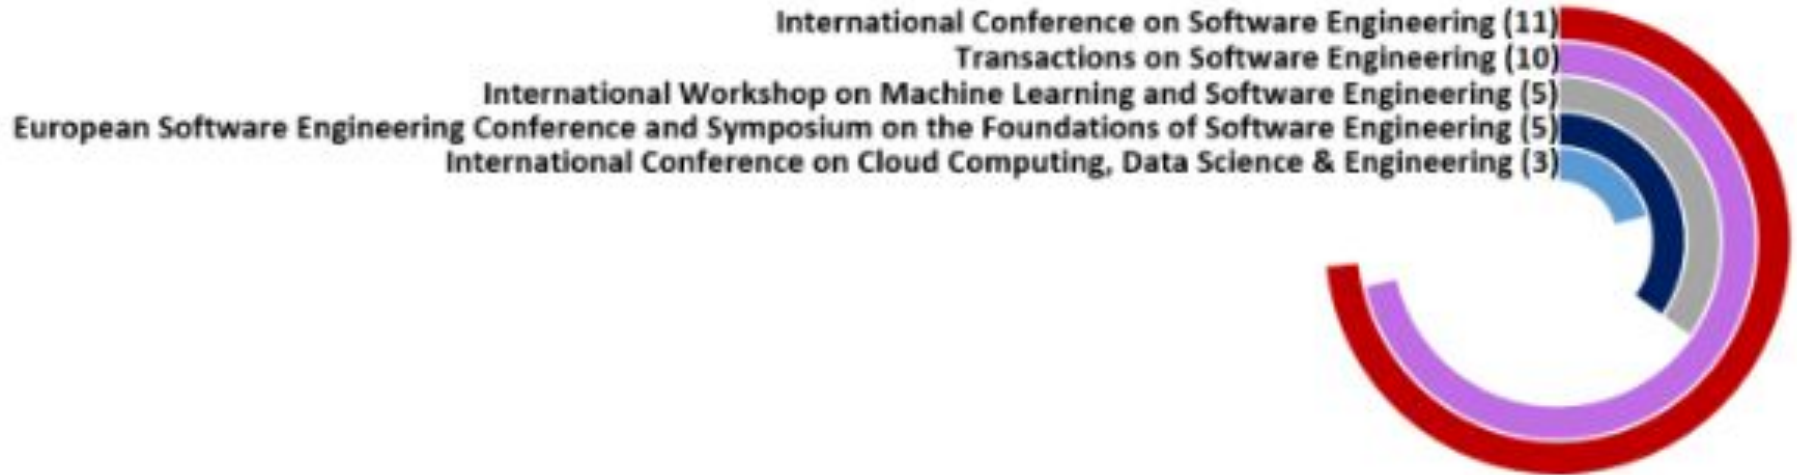 International Conference on Software Engineering (11)
Transactions on Software Engineering (10)
International Workshop on Machine Learning and Software Engineering (5)
European Software Engineering Conference and Symposium on the Foundations of Software Engineering (5)
International Conference on Cloud Computing, Data Science & Engineering (3)